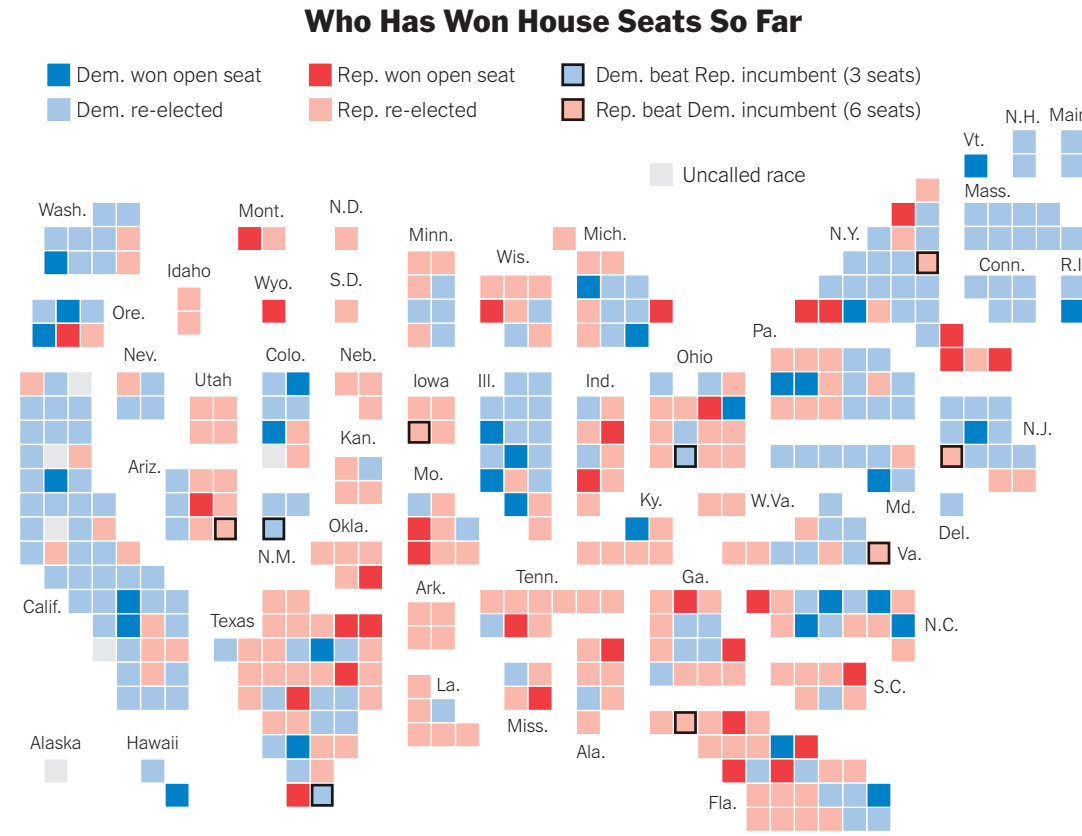 Who Has Won House Seats So Far
Dem. won open seat
Rep. won open seat
Dem. beat Rep. incumbent (3 seats)
Dem. re-elected
Rep. re-elected
Rep. beat Dem. incumbent (6 seats)
Uncalled race
N.H.
Main
Vt.
Mass.
Wash.
Mont.
N.D.
Minn.
Mich.
N.Y.
Wis.
Idaho
Wyo.
S.D.
Conn.
R.I
Ore.
Pa.
Nev.
Colo.
Neb.
Ohio
Utah
Iowa
Ill.
Ind.
Kan.
N.J.
Ariz.
Mo.
Ky.
W.Va.
Md.
Okla.
Del.
N.M.
Va.
Ark.
Tenn.
Ga.
Calif.
Texas
N.C.
La.
S.C.
Miss.
Alaska
Hawaii
Ala.
Fla.